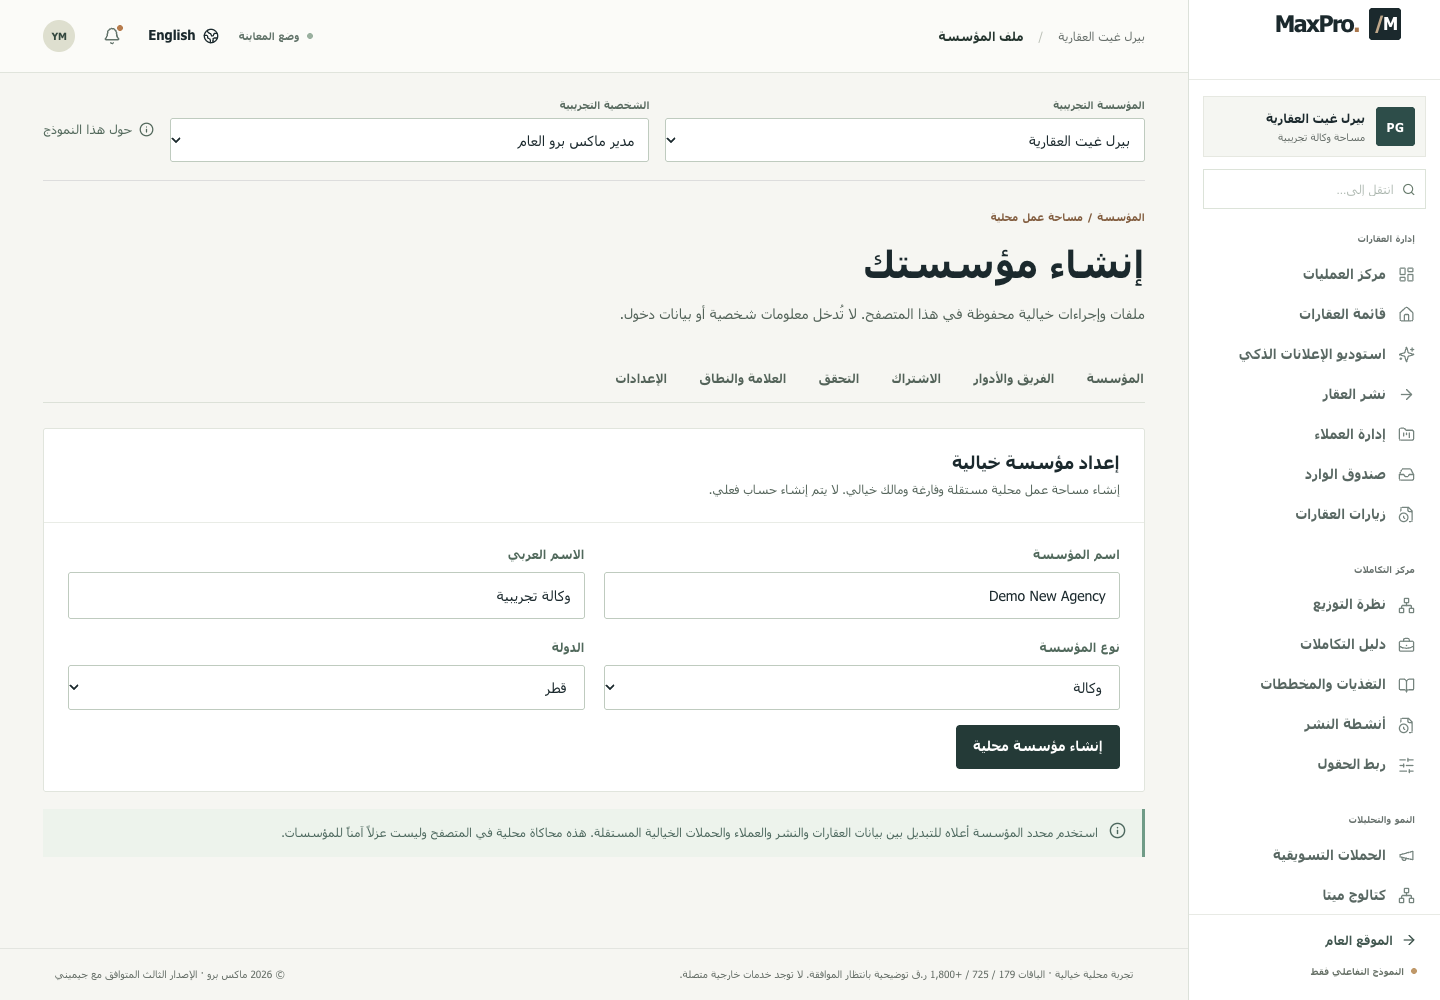 MaxPro.
/M
بيرل غيت العقارية
مساحة وكالة تجريبية
PG
انتقل إلى...
إدارة العقارات
مركز العمليات
قائمة العقارات
استوديو الإعلانات الذكي
نشر العقار
إدارة العملاء
صندوق الوارد
زيارات العقارات
مركز التكاملات
نظرة التوزيع
دليل التكاملات
التغذيات والمخططات
أنشطة النشر
ربط الحقول
النمو والتحليلات
الحملات التسويقية
كتالوج ميتا
الموقع العام
النموذج التفاعلي فقط
بيرل غيت العقارية / ملف المؤسسة
وضع المعاينة
English
YM
المؤسسة التجريبية
بيرل غيت العقارية
الشخصية التجريبية
مدير ماكس برو العام
حول هذا النموذج
المؤسسة / مساحة عمل محلية
إنشاء مؤسستك
ملفات وإجراءات خيالية محفوظة في هذا المتصفح. لا تُدخل معلومات شخصية أو بيانات دخول.
المؤسسة
الفريق والأدوار
الاشتراك
التحقق
العلامة والنطاق
الإعدادات
إعداد مؤسسة خيالية
إنشاء مساحة عمل محلية مستقلة وفارغة ومالك خيالي. لا يتم إنشاء حساب فعلي.
اسم المؤسسة
Demo New Agency
الاسم العربي
وكالة تجريبية
نوع المؤسسة
وكالة
الدولة
قطر
إنشاء مؤسسة محلية
استخدم محدد المؤسسة أعلاه للتبديل بين بيانات العقارات والنشر والعملاء والحملات الخيالية المستقلة. هذه محاكاة محلية في المتصفح وليست عزلاً آمناً للمؤسسات.
تجربة محلية خيالية · الباقات 179 / 725 / +1,800 ر.ق توضيحية بانتظار الموافقة. لا توجد خدمات خارجية متصلة.
© 2026 ماكس برو · الإصدار الثالث المتوافق مع جيميني